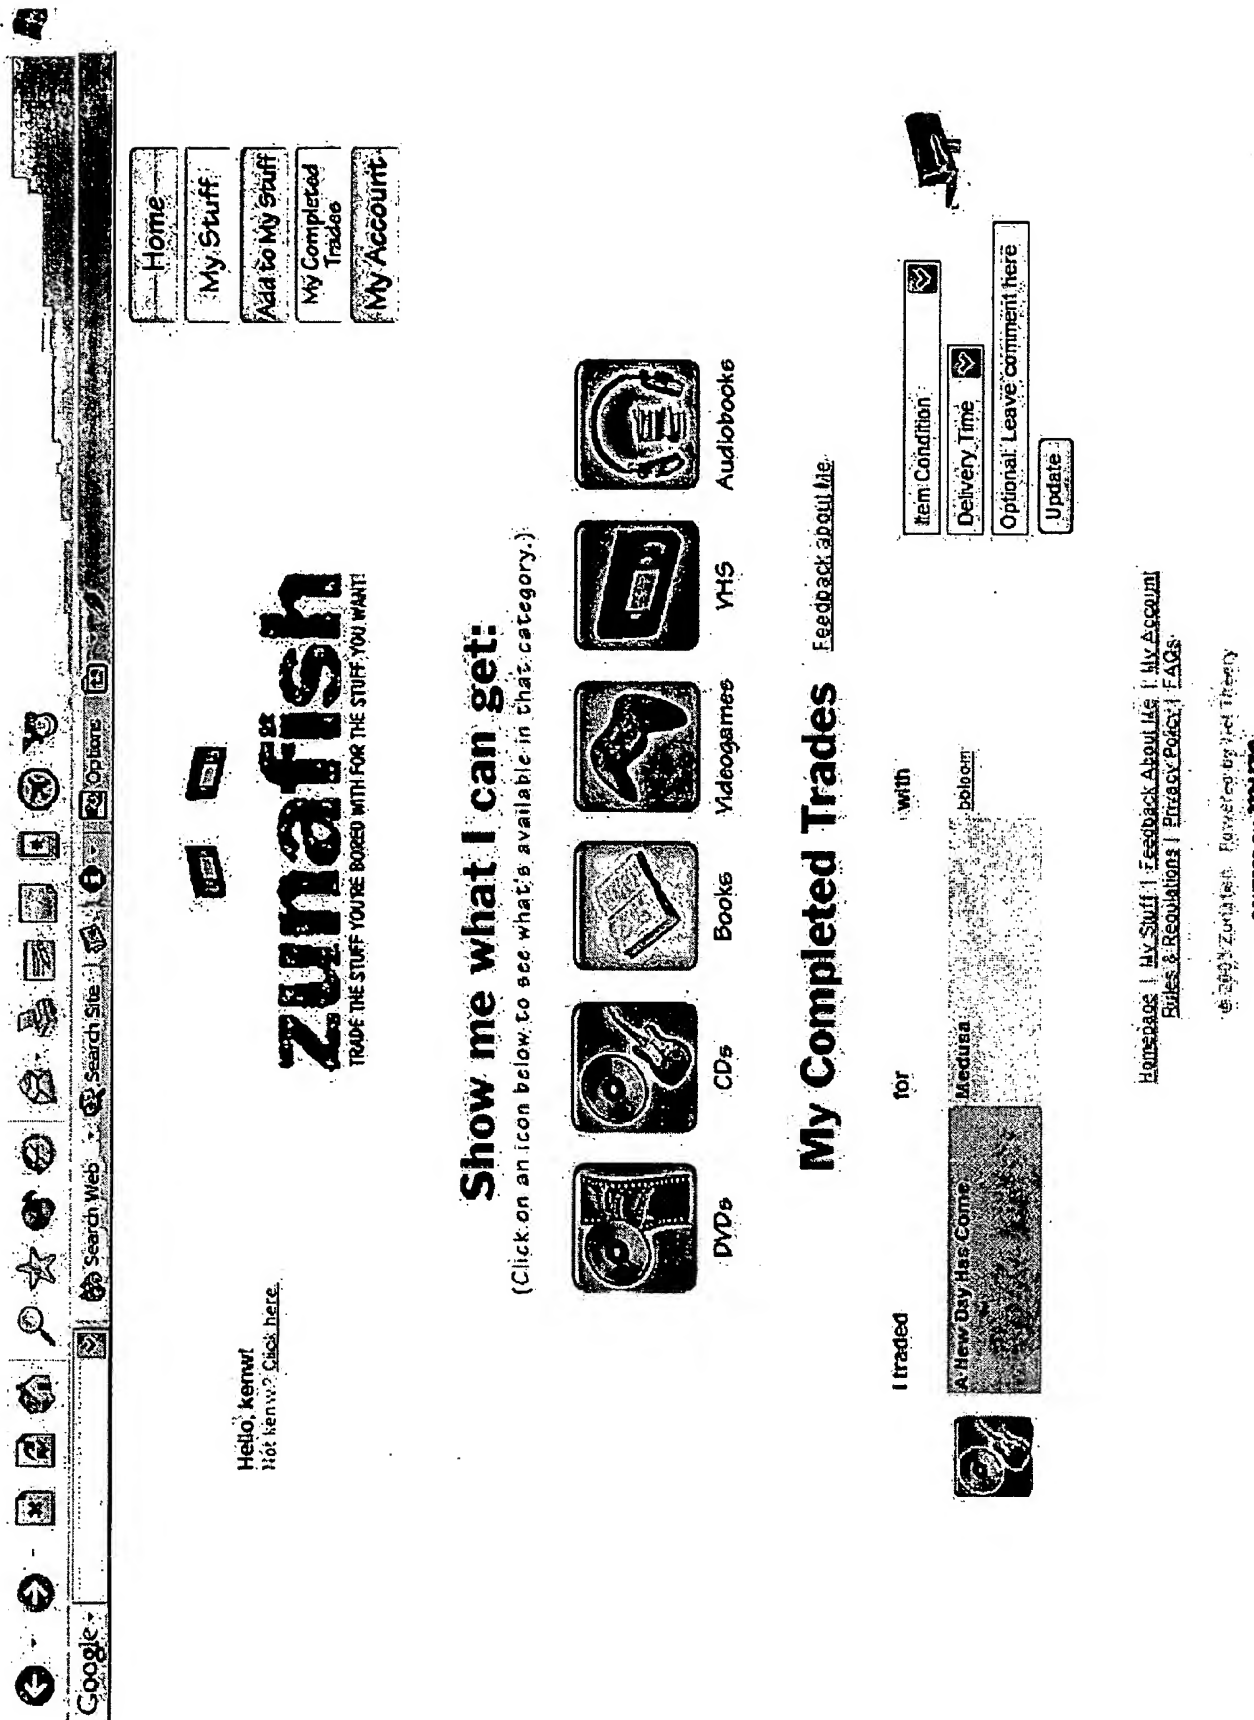 Google
Search Web
Search Site
Options
Home
My Stuff
Add to My Stuff
My Completed
Trades
My Account
Hello, kenw!
Not kenw? Click here.
zunafish
TRADE THE STUFF YOU'RE BORED WITH FOR THE STUFF YOU WANT!
Show me what I can get:
(Click on an icon below to see what's available in that category.)
DVDs
CDs
Books
Videogames
VHS
Audiobooks
My Completed Trades
Feedback about Me
I traded
for
with
A New Day Has Come
Medusa
Item Condition
Delivery Time
Optional: Leave comment here
Update
Homepage | My Stuff | Feedback About Me | My Account
Rules & Regulations | Privacy Policy | FAQs
Powered by